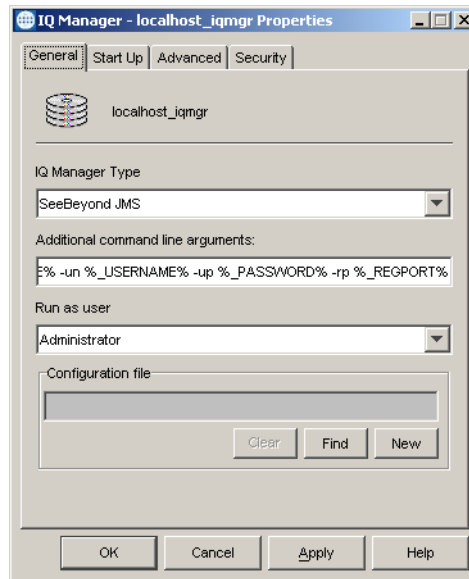 IQ Manager - localhost_iqmgr Properties
General Start Up Advanced Security
localhost_iqmgr
IQ Manager Type
SeeBeyond JMS
Additional command line arguments:
E% -un %_USERNAME% -up %_PASSWORD% -rp %_REGPORT%
Run as user
Administrator
Configuration file
Clear Find New
OK Cancel Apply Help